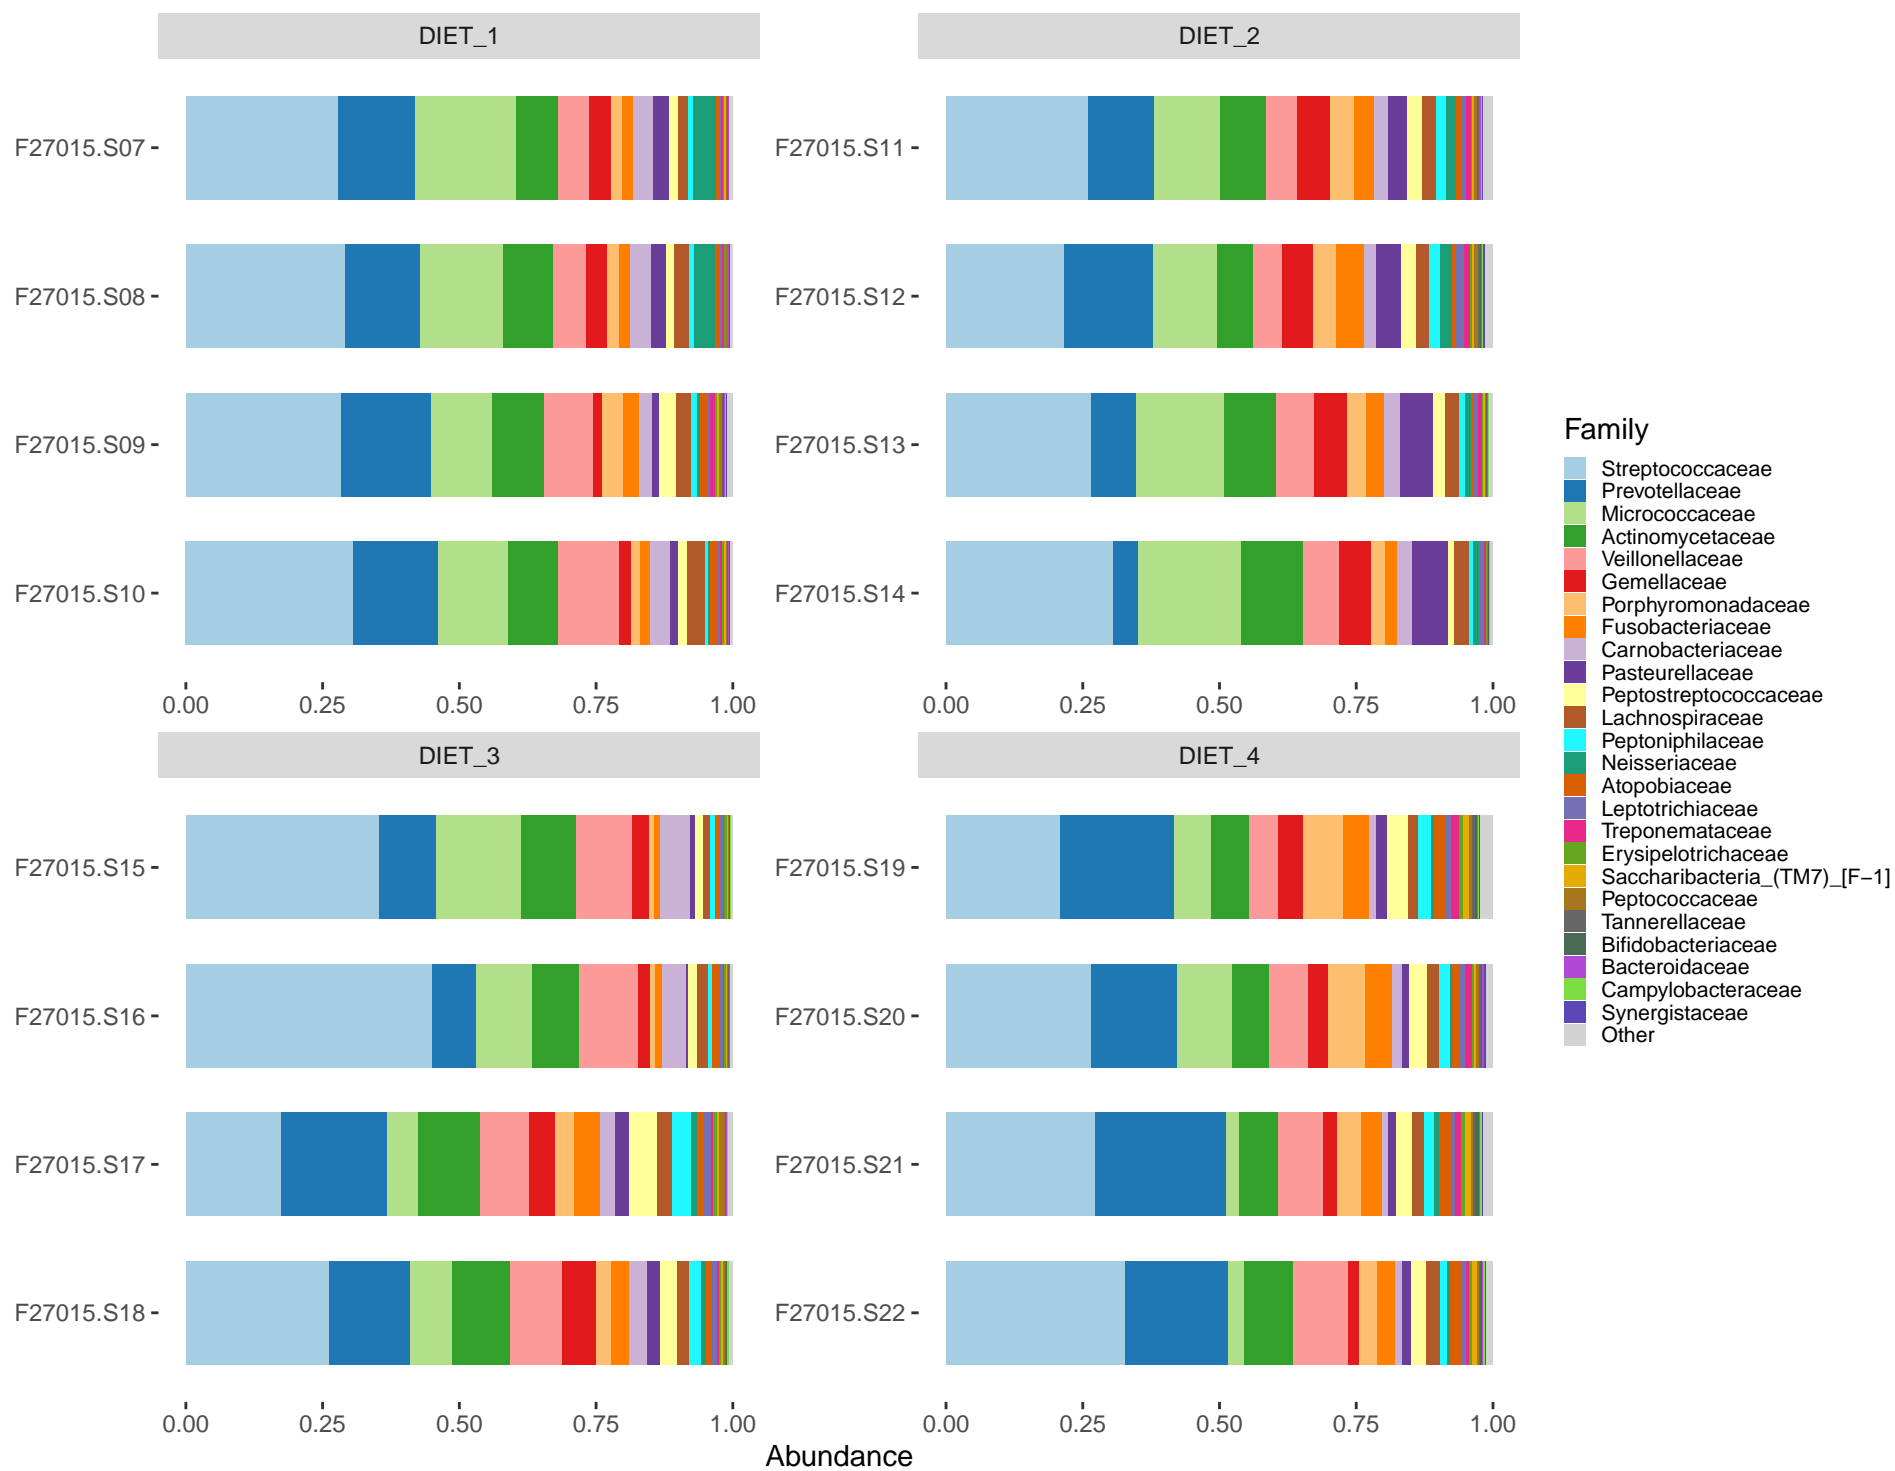 DIET_1
F27015.S07
F27015.S08
F27015.S09
F27015.S10
0.00 0.25 0.50 0.75 1.00
DIET_2
F27015.S11
F27015.S12
F27015.S13
F27015.S14
0.00 0.25 0.50 0.75 1.00
DIET_3
F27015.S15
F27015.S16
F27015.S17
F27015.S18
0.00 0.25 0.50 0.75 1.00
DIET_4
F27015.S19
F27015.S20
F27015.S21
F27015.S22
0.00 0.25 0.50 0.75 1.00
Abundance
Family
Streptococcaceae
Prevotellaceae
Micrococcaceae
Actinomycetaceae
Veillonellaceae
Gemellaceae
Porphyromonadaceae
Fusobacteriaceae
Carnobacteriaceae
Pasteurellaceae
Peptostreptococcaceae
Lachnospiraceae
Peptoniphilaceae
Neisseriaceae
Atopobiaceae
Leptotrichiaceae
Treponemataceae
Erysipelotrichaceae
Saccharibacteria_(TM7)_[F−1]
Peptococcaceae
Tannerellaceae
Bifidobacteriaceae
Bacteroidaceae
Campylobacteraceae
Synergistaceae
Other